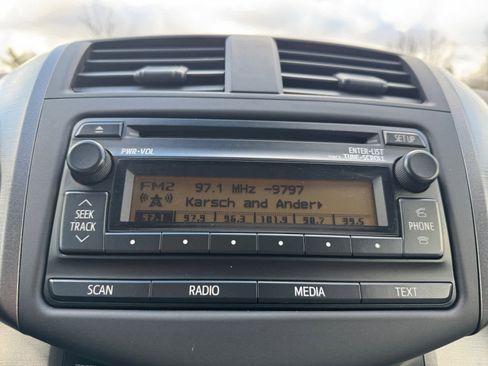 SET UP
PWR•VOL
ENTER•LIST
TUNE•SCROLL
FM2 97.1 MHz -9797
Karsch and Ander
97.1 97.9 96.3 101.9 98.7 99.5
SEEK
TRACK
PHONE
SCAN RADIO MEDIA TEXT